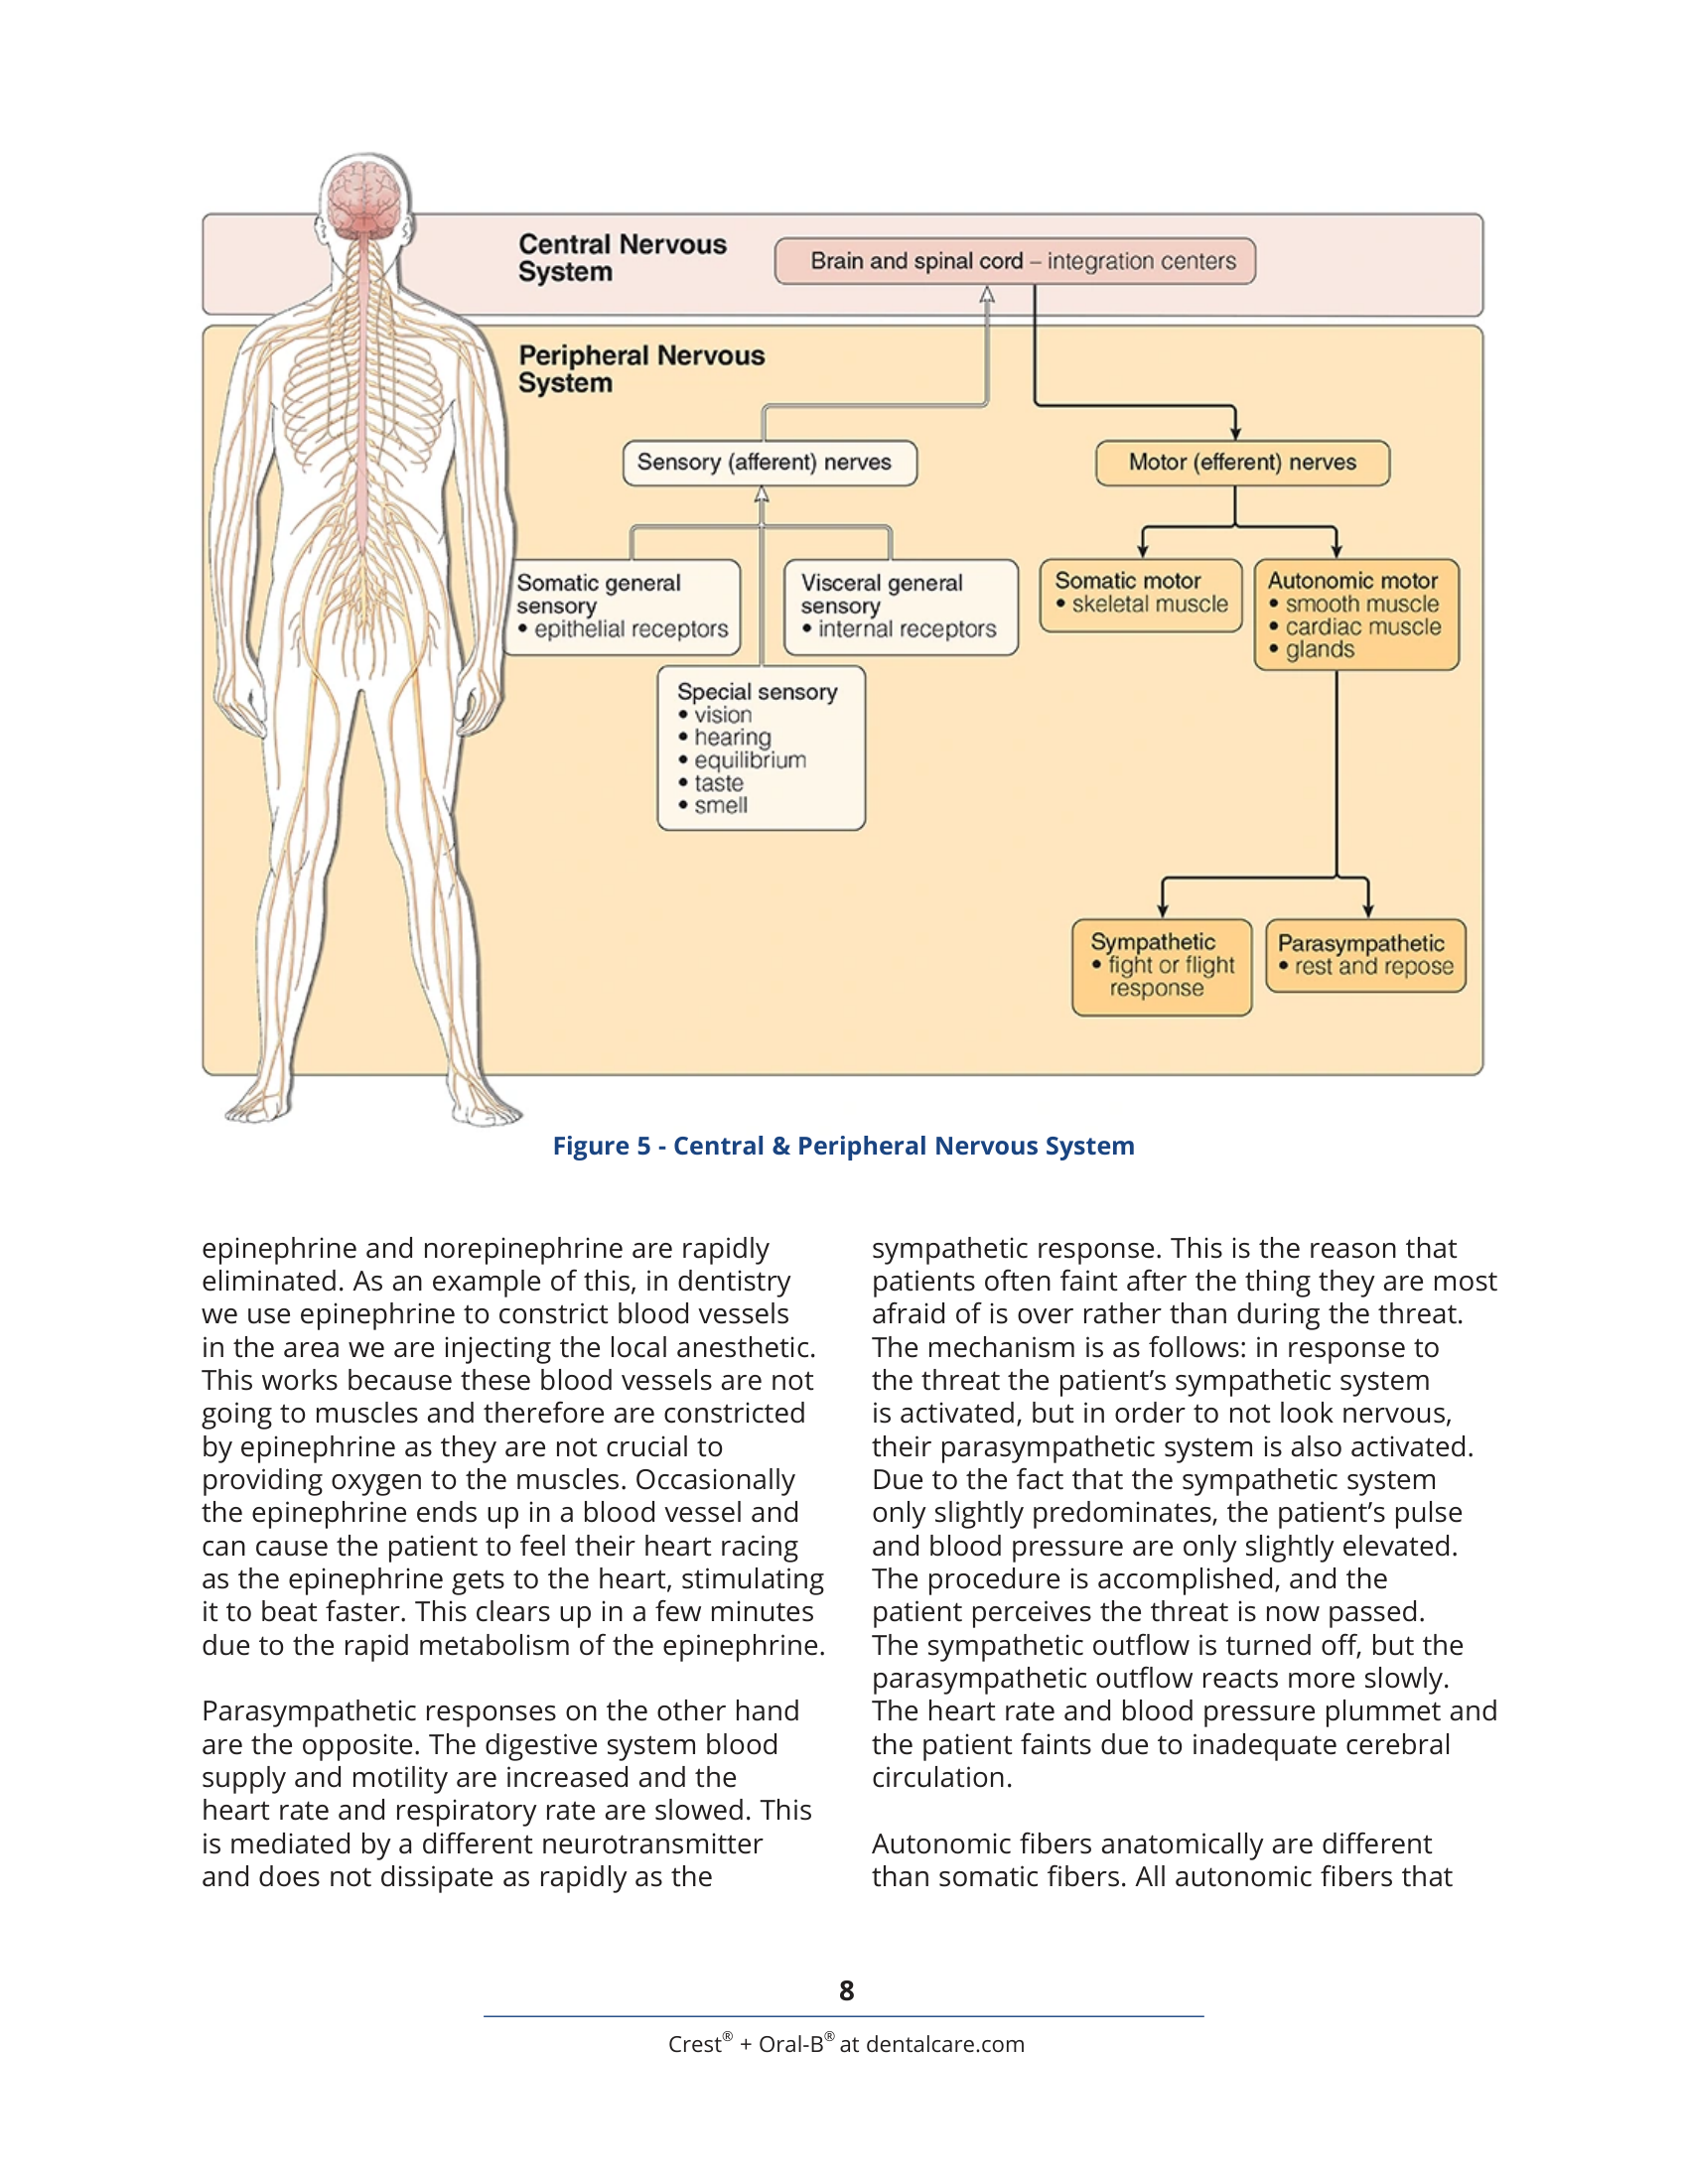 Central Nervous
System
Brain and spinal cord – integration centers
Peripheral Nervous
System
Sensory (afferent) nerves
Motor (efferent) nerves
Somatic general
sensory
• epithelial receptors
Visceral general
sensory
• internal receptors
Somatic motor
• skeletal muscle
Autonomic motor
• smooth muscle
• cardiac muscle
• glands
Special sensory
• vision
• hearing
• equilibrium
• taste
• smell
Sympathetic
• fight or flight
response
Parasympathetic
• rest and repose
Figure 5 - Central & Peripheral Nervous System
epinephrine and norepinephrine are rapidly
eliminated. As an example of this, in dentistry
we use epinephrine to constrict blood vessels
in the area we are injecting the local anesthetic.
This works because these blood vessels are not
going to muscles and therefore are constricted
by epinephrine as they are not crucial to
providing oxygen to the muscles. Occasionally
the epinephrine ends up in a blood vessel and
can cause the patient to feel their heart racing
as the epinephrine gets to the heart, stimulating
it to beat faster. This clears up in a few minutes
due to the rapid metabolism of the epinephrine.
Parasympathetic responses on the other hand
are the opposite. The digestive system blood
supply and motility are increased and the
heart rate and respiratory rate are slowed. This
is mediated by a different neurotransmitter
and does not dissipate as rapidly as the
sympathetic response. This is the reason that
patients often faint after the thing they are most
afraid of is over rather than during the threat.
The mechanism is as follows: in response to
the threat the patient’s sympathetic system
is activated, but in order to not look nervous,
their parasympathetic system is also activated.
Due to the fact that the sympathetic system
only slightly predominates, the patient’s pulse
and blood pressure are only slightly elevated.
The procedure is accomplished, and the
patient perceives the threat is now passed.
The sympathetic outflow is turned off, but the
parasympathetic outflow reacts more slowly.
The heart rate and blood pressure plummet and
the patient faints due to inadequate cerebral
circulation.
Autonomic fibers anatomically are different
than somatic fibers. All autonomic fibers that
8
Crest® + Oral-B® at dentalcare.com